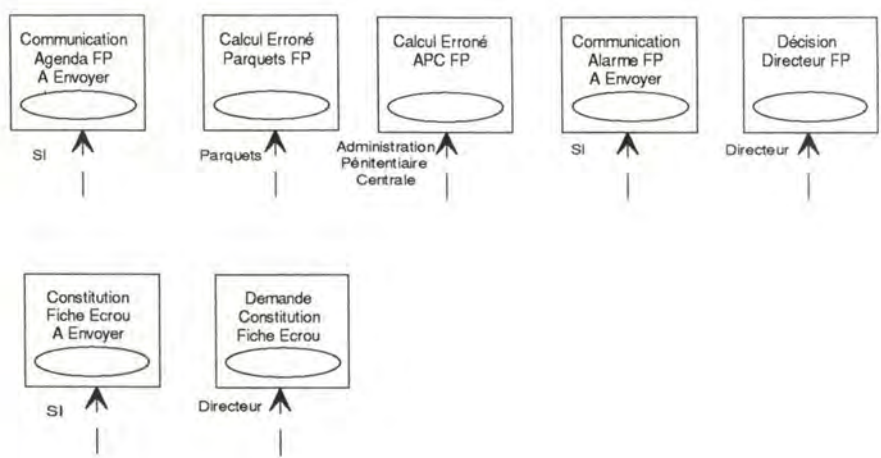 Communication
Agenda FP
A Envoyer
SI
Calcul Erroné
Parquets FP
Parquets
Calcul Erroné
APC FP
Administration
Pénitentiaire
Centrale
Communication
Alarme FP
A Envoyer
SI
Décision
Directeur FP
Directeur
Constitution
Fiche Ecrou
A Envoyer
SI
Demande
Constitution
Fiche Ecrou
Directeur